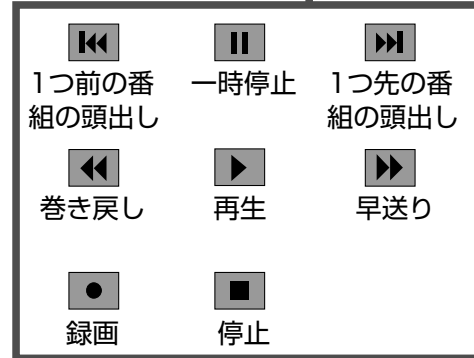 1つ前の番
組の頭出し
一時停止
1つ先の番
組の頭出し
巻き戻し
再生
早送り
録画
停止